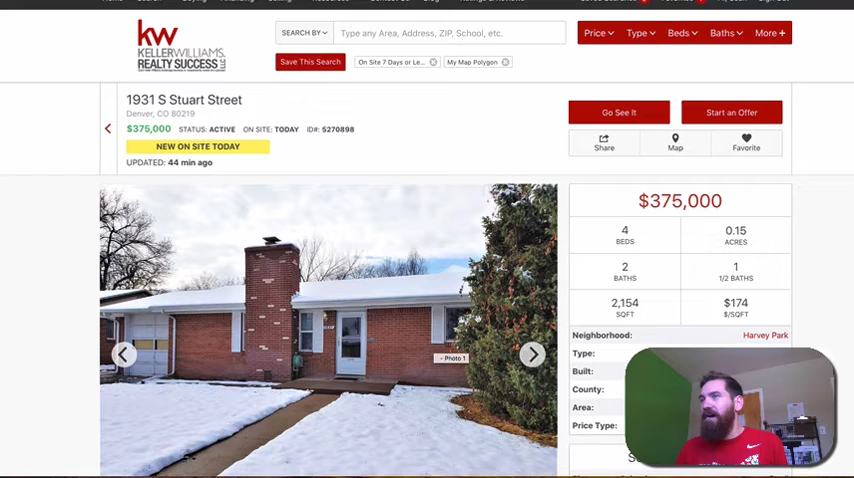 kw
KELLERWILLIAMS.
REALTY SUCCESS LLC
SEARCH BY
Type any Area, Address, ZIP, School, etc.
Price
Type
Beds
Baths
More +
Save This Search
On Site 7 Days or Le...
My Map Polygon
1931 S Stuart Street
Denver, CO 80219
$375,000 STATUS: ACTIVE ON SITE: TODAY ID#: 5270898
NEW ON SITE TODAY
UPDATED: 44 min ago
Go See It
Start an Offer
Share
Map
Favorite
- Photo 1
$375,000
4
BEDS
0.15
ACRES
2
BATHS
1
1/2 BATHS
2,154
SQFT
$174
$/SQFT
Neighborhood: Harvey Park
Type:
Built:
County:
Area:
Price Type: